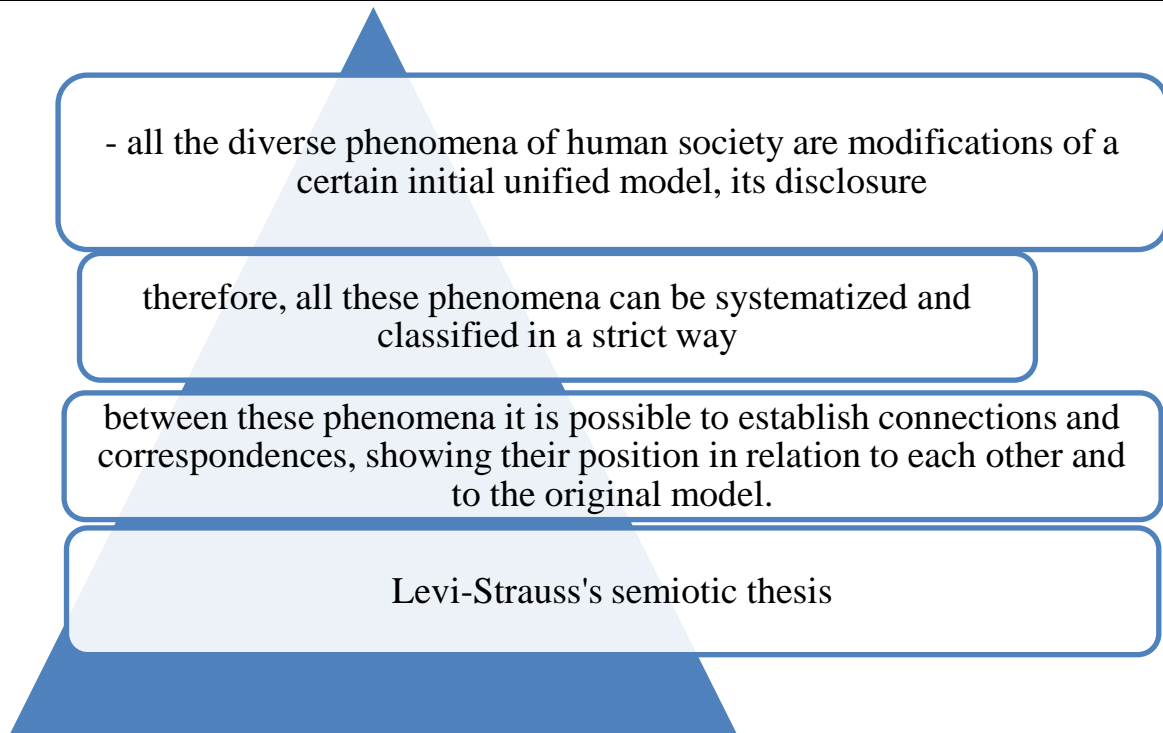 - all the diverse phenomena of human society are modifications of a
certain initial unified model, its disclosure
therefore, all these phenomena can be systematized and
classified in a strict way
between these phenomena it is possible to establish connections and
correspondences, showing their position in relation to each other and
to the original model.
Levi-Strauss's semiotic thesis